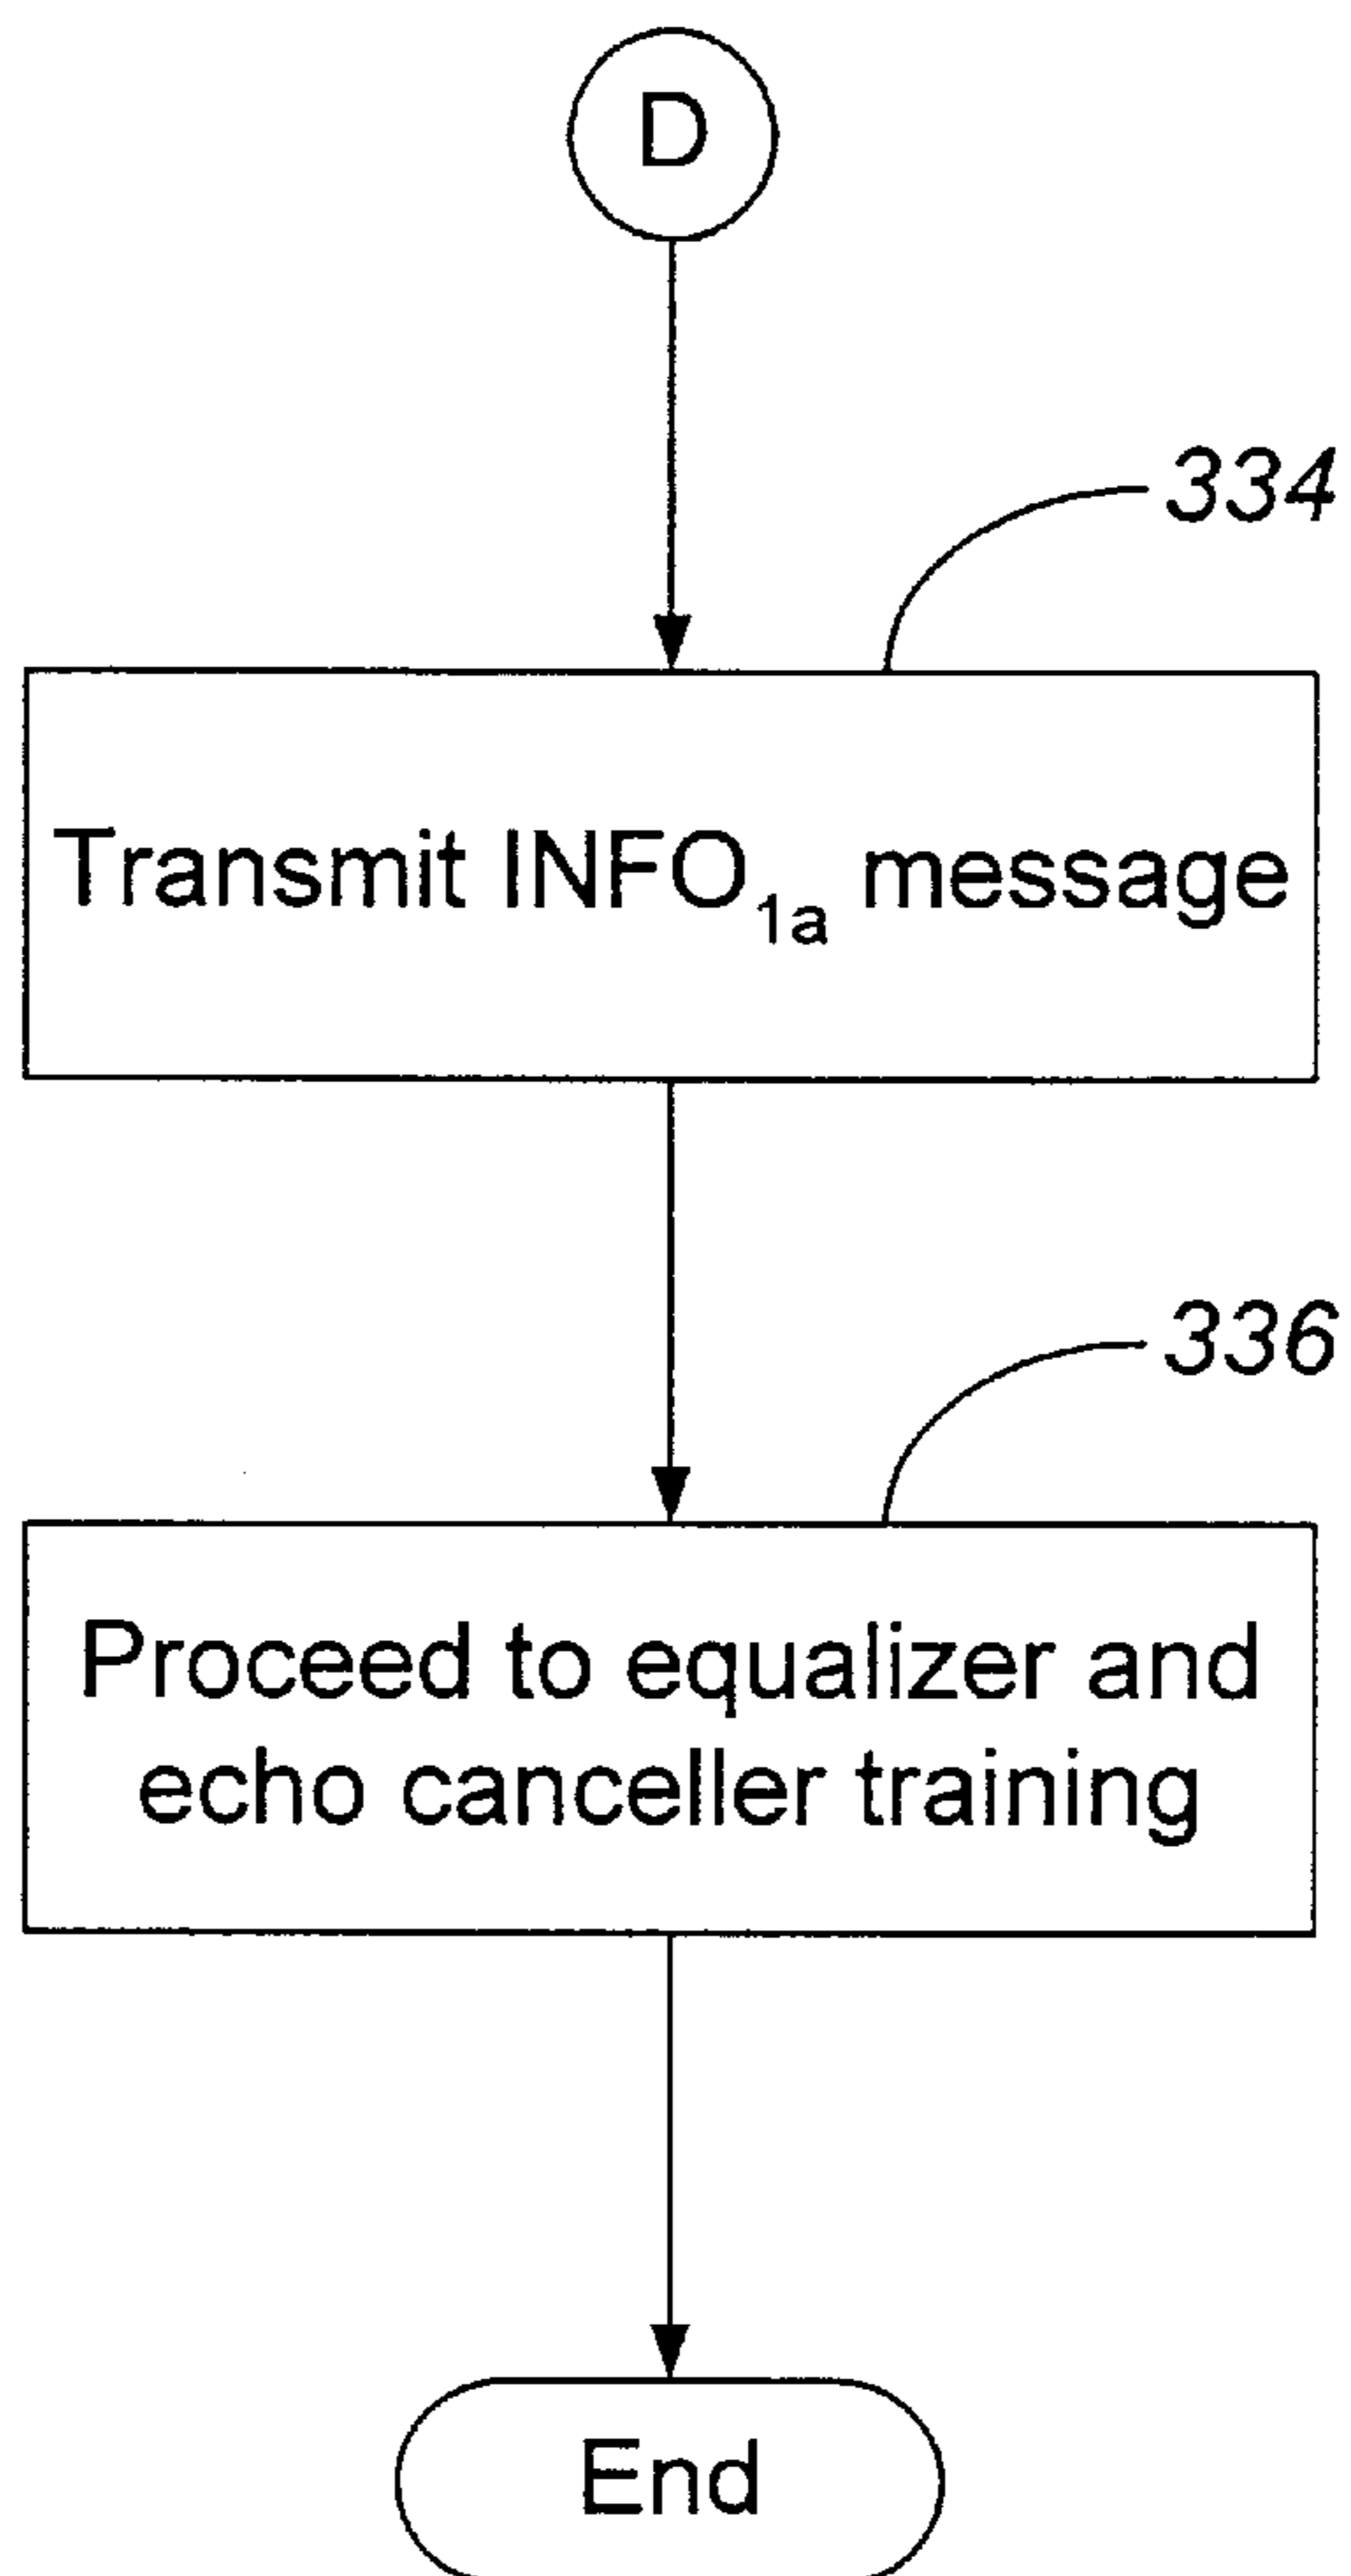 D
334
Transmit INFO1a message
336
Proceed to equalizer and
echo canceller training
End